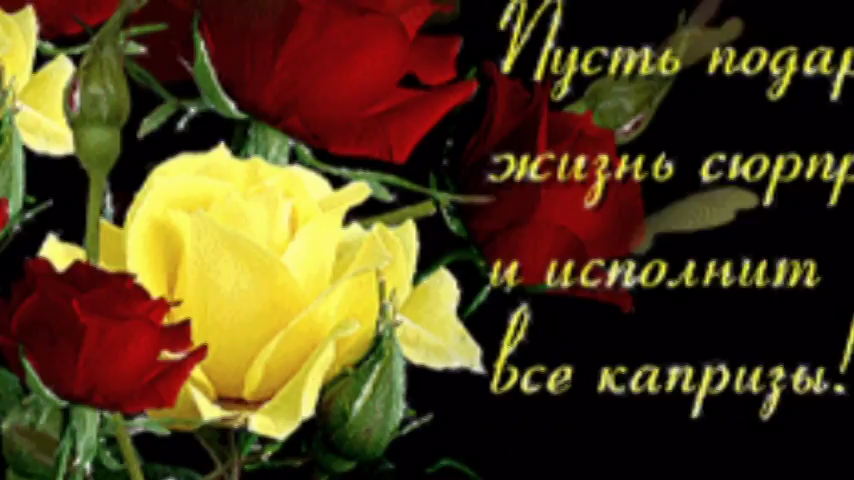 Пусть подар
жизнь сюрпр
и исполнит
все капризы!